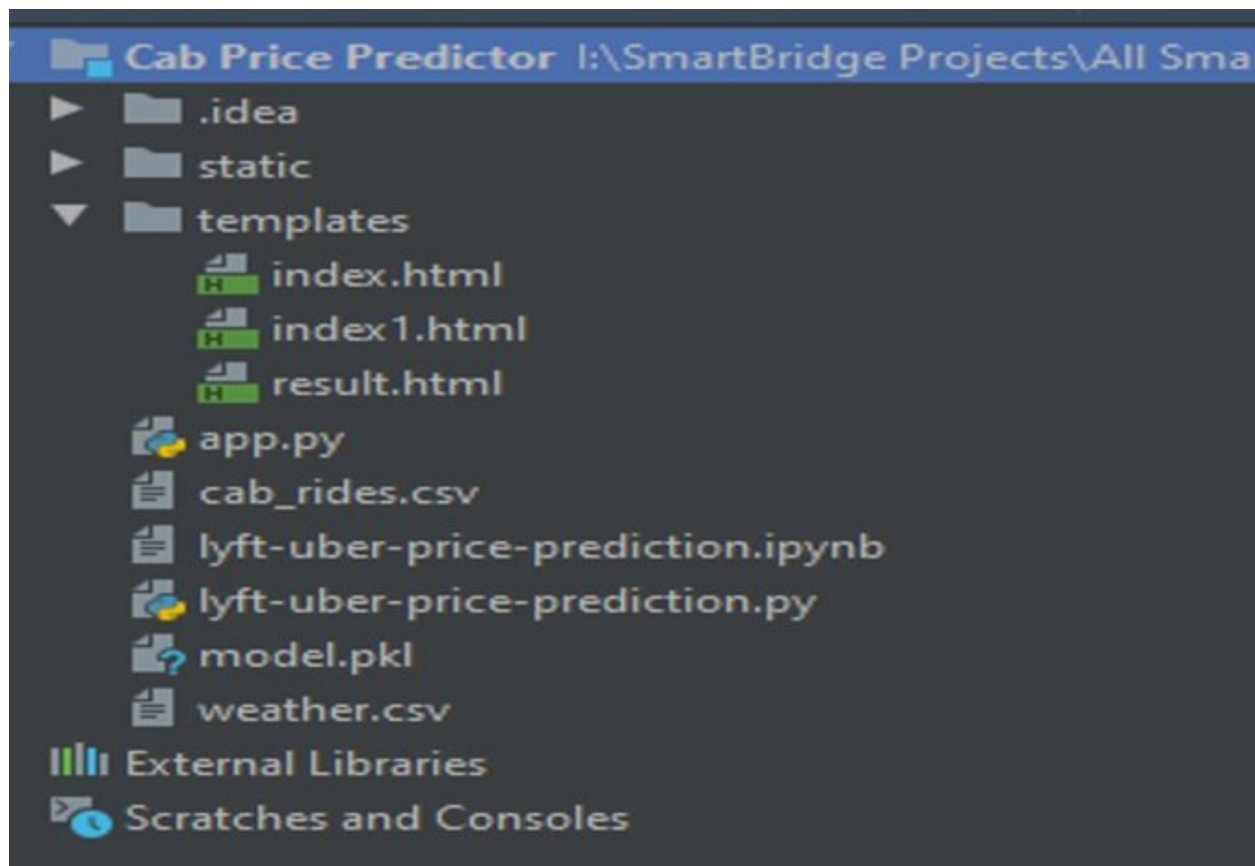 Cab Price Predictor I:\SmartBridge Projects\All Sma
.idea
static
templates
H index.html
H index1.html
H result.html
app.py
cab_rides.csv
lyft-uber-price-prediction.ipynb
lyft-uber-price-prediction.py
? model.pkl
weather.csv
External Libraries
Scratches and Consoles